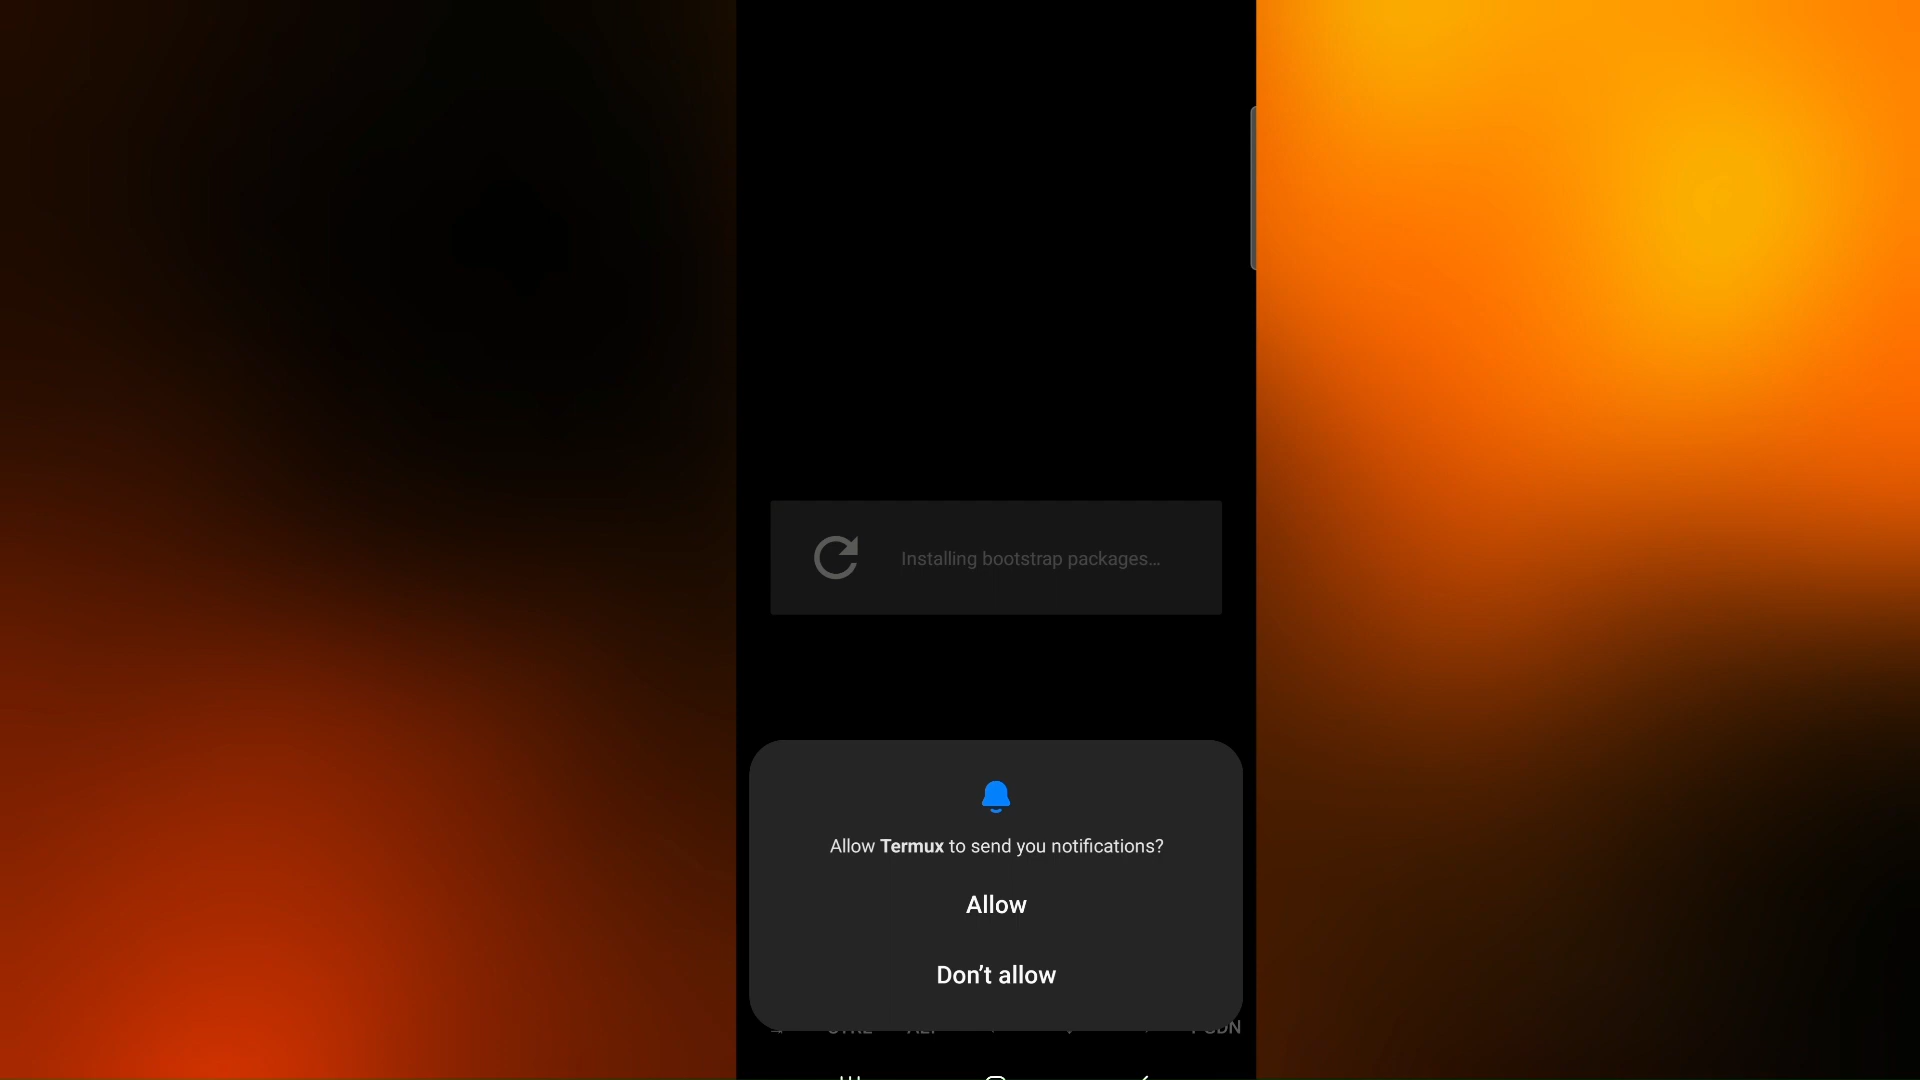 Installing bootstrap packages...
Allow Termux to send you notifications?
Allow
Don't allow